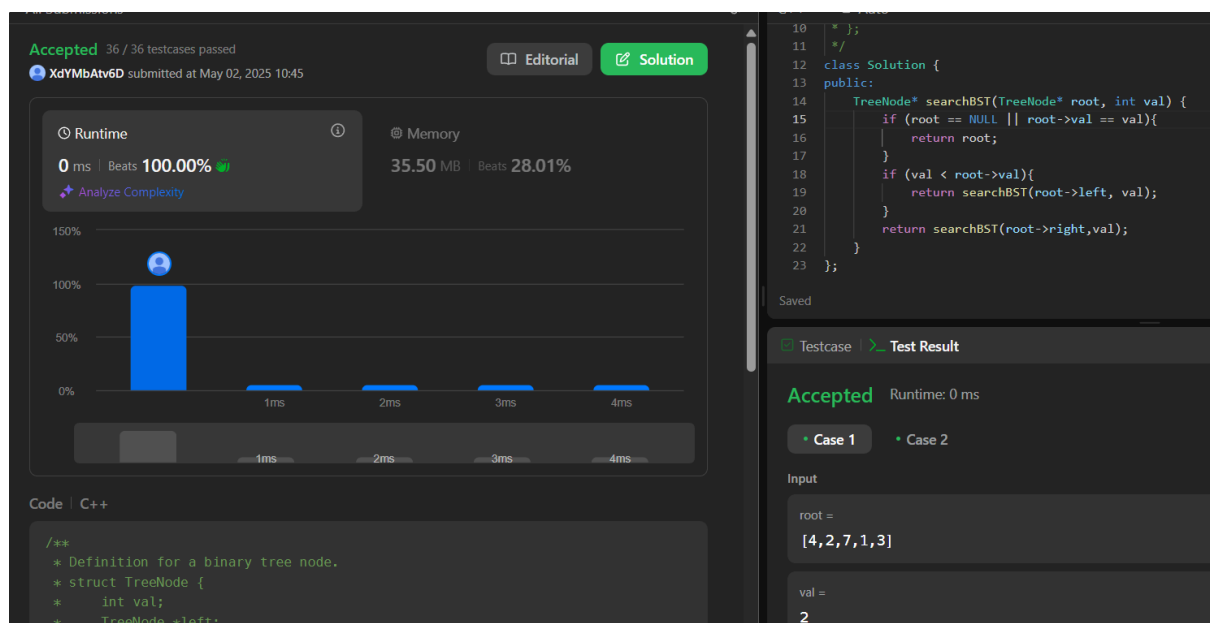 Accepted 36 / 36 testcases passed
XdYMbAtv6D submitted at May 02, 2025 10:45
Editorial
Solution
Runtime
0 ms | Beats 100.00%
Analyze Complexity
Memory
35.50 MB | Beats 28.01%
150%
100%
50%
0%
1ms 2ms 3ms 4ms
1ms 2ms 3ms 4ms
Code | C++
/**
* Definition for a binary tree node.
* struct TreeNode {
* int val;
* TreeNode *left;
10 * };
11 */
12 class Solution {
13 public:
14 TreeNode* searchBST(TreeNode* root, int val) {
15 if (root == NULL || root->val == val){
16 return root;
17 }
18 if (val < root->val){
19 return searchBST(root->left, val);
20 }
21 return searchBST(root->right,val);
22 }
23 };
Saved
Testcase | >_ Test Result
Accepted Runtime: 0 ms
• Case 1 • Case 2
Input
root =
[4,2,7,1,3]
val =
2